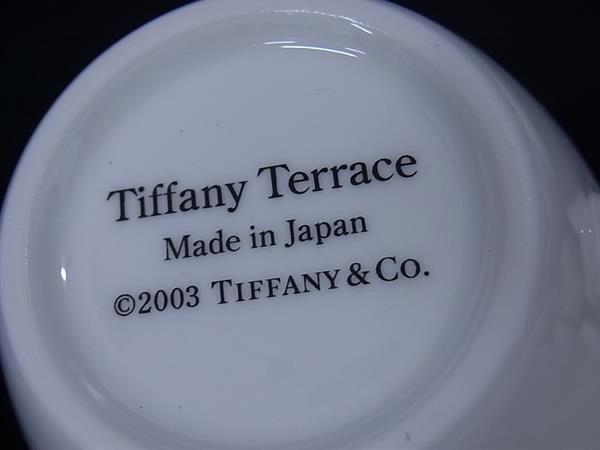 Tiffany Terrace
Made in Japan
©2003 TIFFANY & CO.